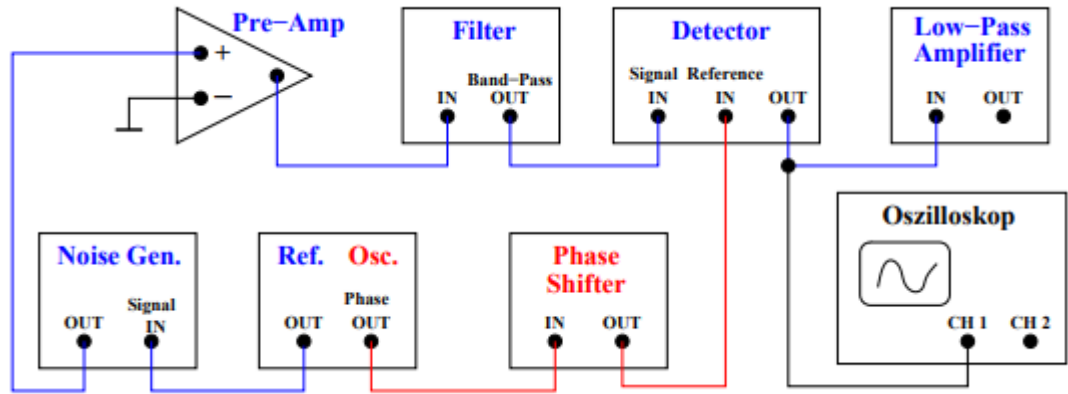 Pre−Amp
+
−
Filter
Band−Pass
IN OUT
Detector
Signal Reference
IN IN OUT
Low−Pass
Amplifier
IN OUT
Noise Gen.
Signal
OUT IN
Ref. Osc.
Phase
OUT OUT
Phase
Shifter
IN OUT
Oszilloskop
CH 1 CH 2